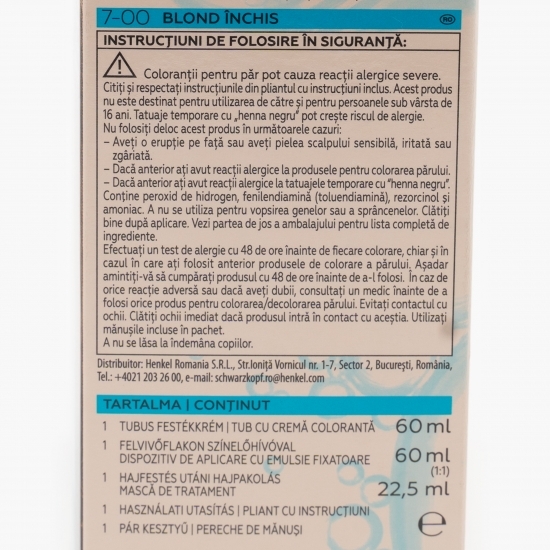 7-00 BLOND ÎNCHIS RO
INSTRUCȚIUNI DE FOLOSIRE ÎN SIGURANȚĂ:
Coloranții pentru păr pot cauza reacții alergice severe.
Citiți și respectați instrucțiunile din pliantul cu instrucțiuni inclus. Acest produs
nu este destinat pentru utilizarea de către și pentru persoanele sub vârsta de
16 ani. Tatuaje temporare cu „henna negru” pot crește riscul de alergie.
Nu folosiți deloc acest produs în următoarele cazuri:
– Aveți o erupție pe față sau aveți pielea scalpului sensibilă, iritată sau
zgâriată.
– Dacă anterior ați avut reacții alergice la produsele pentru colorarea părului.
– Dacă anterior ați avut reacții alergice la tatuajele temporare cu “henna negru”.
Conține peroxid de hidrogen, fenilendiamină (toluendiamină), rezorcinol și
amoniac. A nu se utiliza pentru vopsirea genelor sau a sprâncenelor. Clătiți
bine după aplicare. Vezi partea de jos a ambalajului pentru lista completă de
ingrediente.
Efectuați un test de alergie cu 48 de ore înainte de fiecare colorare, chiar și în
cazul în care ați folosit anterior produse de colorare a părului. Așadar
amintiți-vă să cumpărați produsul cu 48 de ore înainte de a-l folosi. În caz de
orice reacție adversă sau dacă aveți dubii, consultați un medic înainte de a
folosi orice produs pentru colorarea/decolorarea părului. Evitați contactul cu
ochii. Clătiți ochii imediat dacă produsul intră în contact cu aceștia. Utilizați
mănușile incluse în pachet.
A nu se lăsa la îndemâna copiilor.
Distribuitor: Henkel Romania S.R.L., Str.Ioniță Vornicul nr. 1-7, Sector 2, București, România,
Tel.: +4021 203 26 00, e-mail: schwarzkopf.ro@henkel.com
TARTALMA | CONȚINUT
1 TUBUS FESTÉKKRÉM | TUB CU CREMĂ COLORANTĂ 60 ml
1 FELVIVŐFLAKON SZÍNELŐHÍVÓVAL
DISPOZITIV DE APLICARE CU EMULSIE FIXATOARE 60 ml
(1:1)
1 HAJFESTÉS UTÁNI HAJPAKOLÁS
MASCĂ DE TRATAMENT 22,5 ml
1 HASZNÁLATI UTASÍTÁS | PLIANT CU INSTRUCȚIUNI
1 PÁR KESZTYŰ | PERECHE DE MĂNUȘI ℮